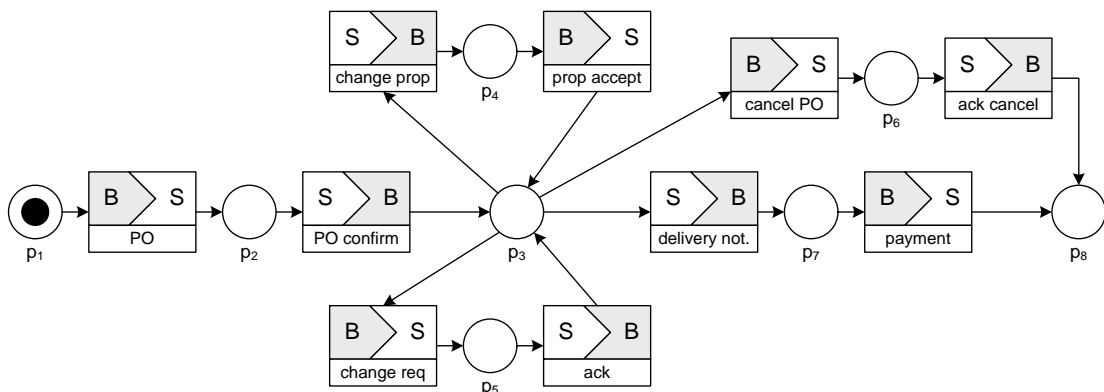 S B
change prop
p4
B S
prop accept
B S
cancel PO
p6
S B
ack cancel
p1
B S
PO
p2
S B
PO confirm
p3
S B
delivery not.
p7
B S
payment
p8
B S
change req
p5
S B
ack